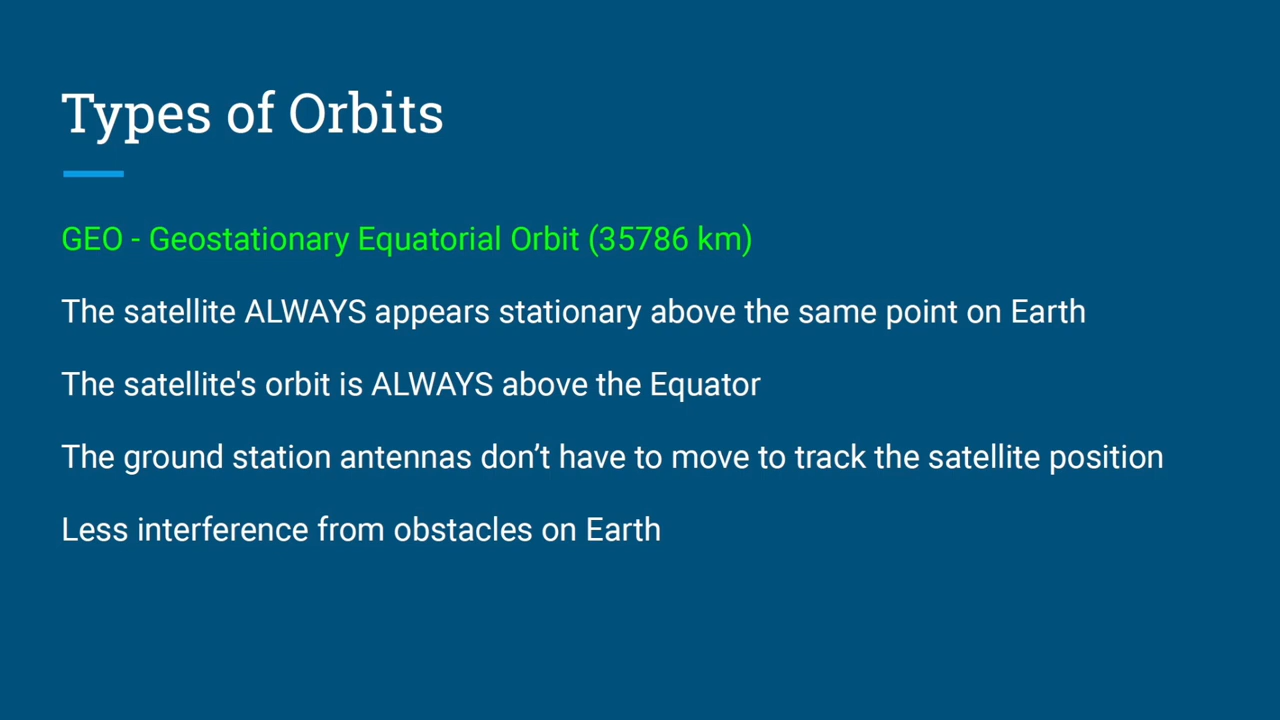 Types of Orbits
GEO - Geostationary Equatorial Orbit (35786 km)
The satellite ALWAYS appears stationary above the same point on Earth
The satellite's orbit is ALWAYS above the Equator
The ground station antennas don’t have to move to track the satellite position
Less interference from obstacles on Earth